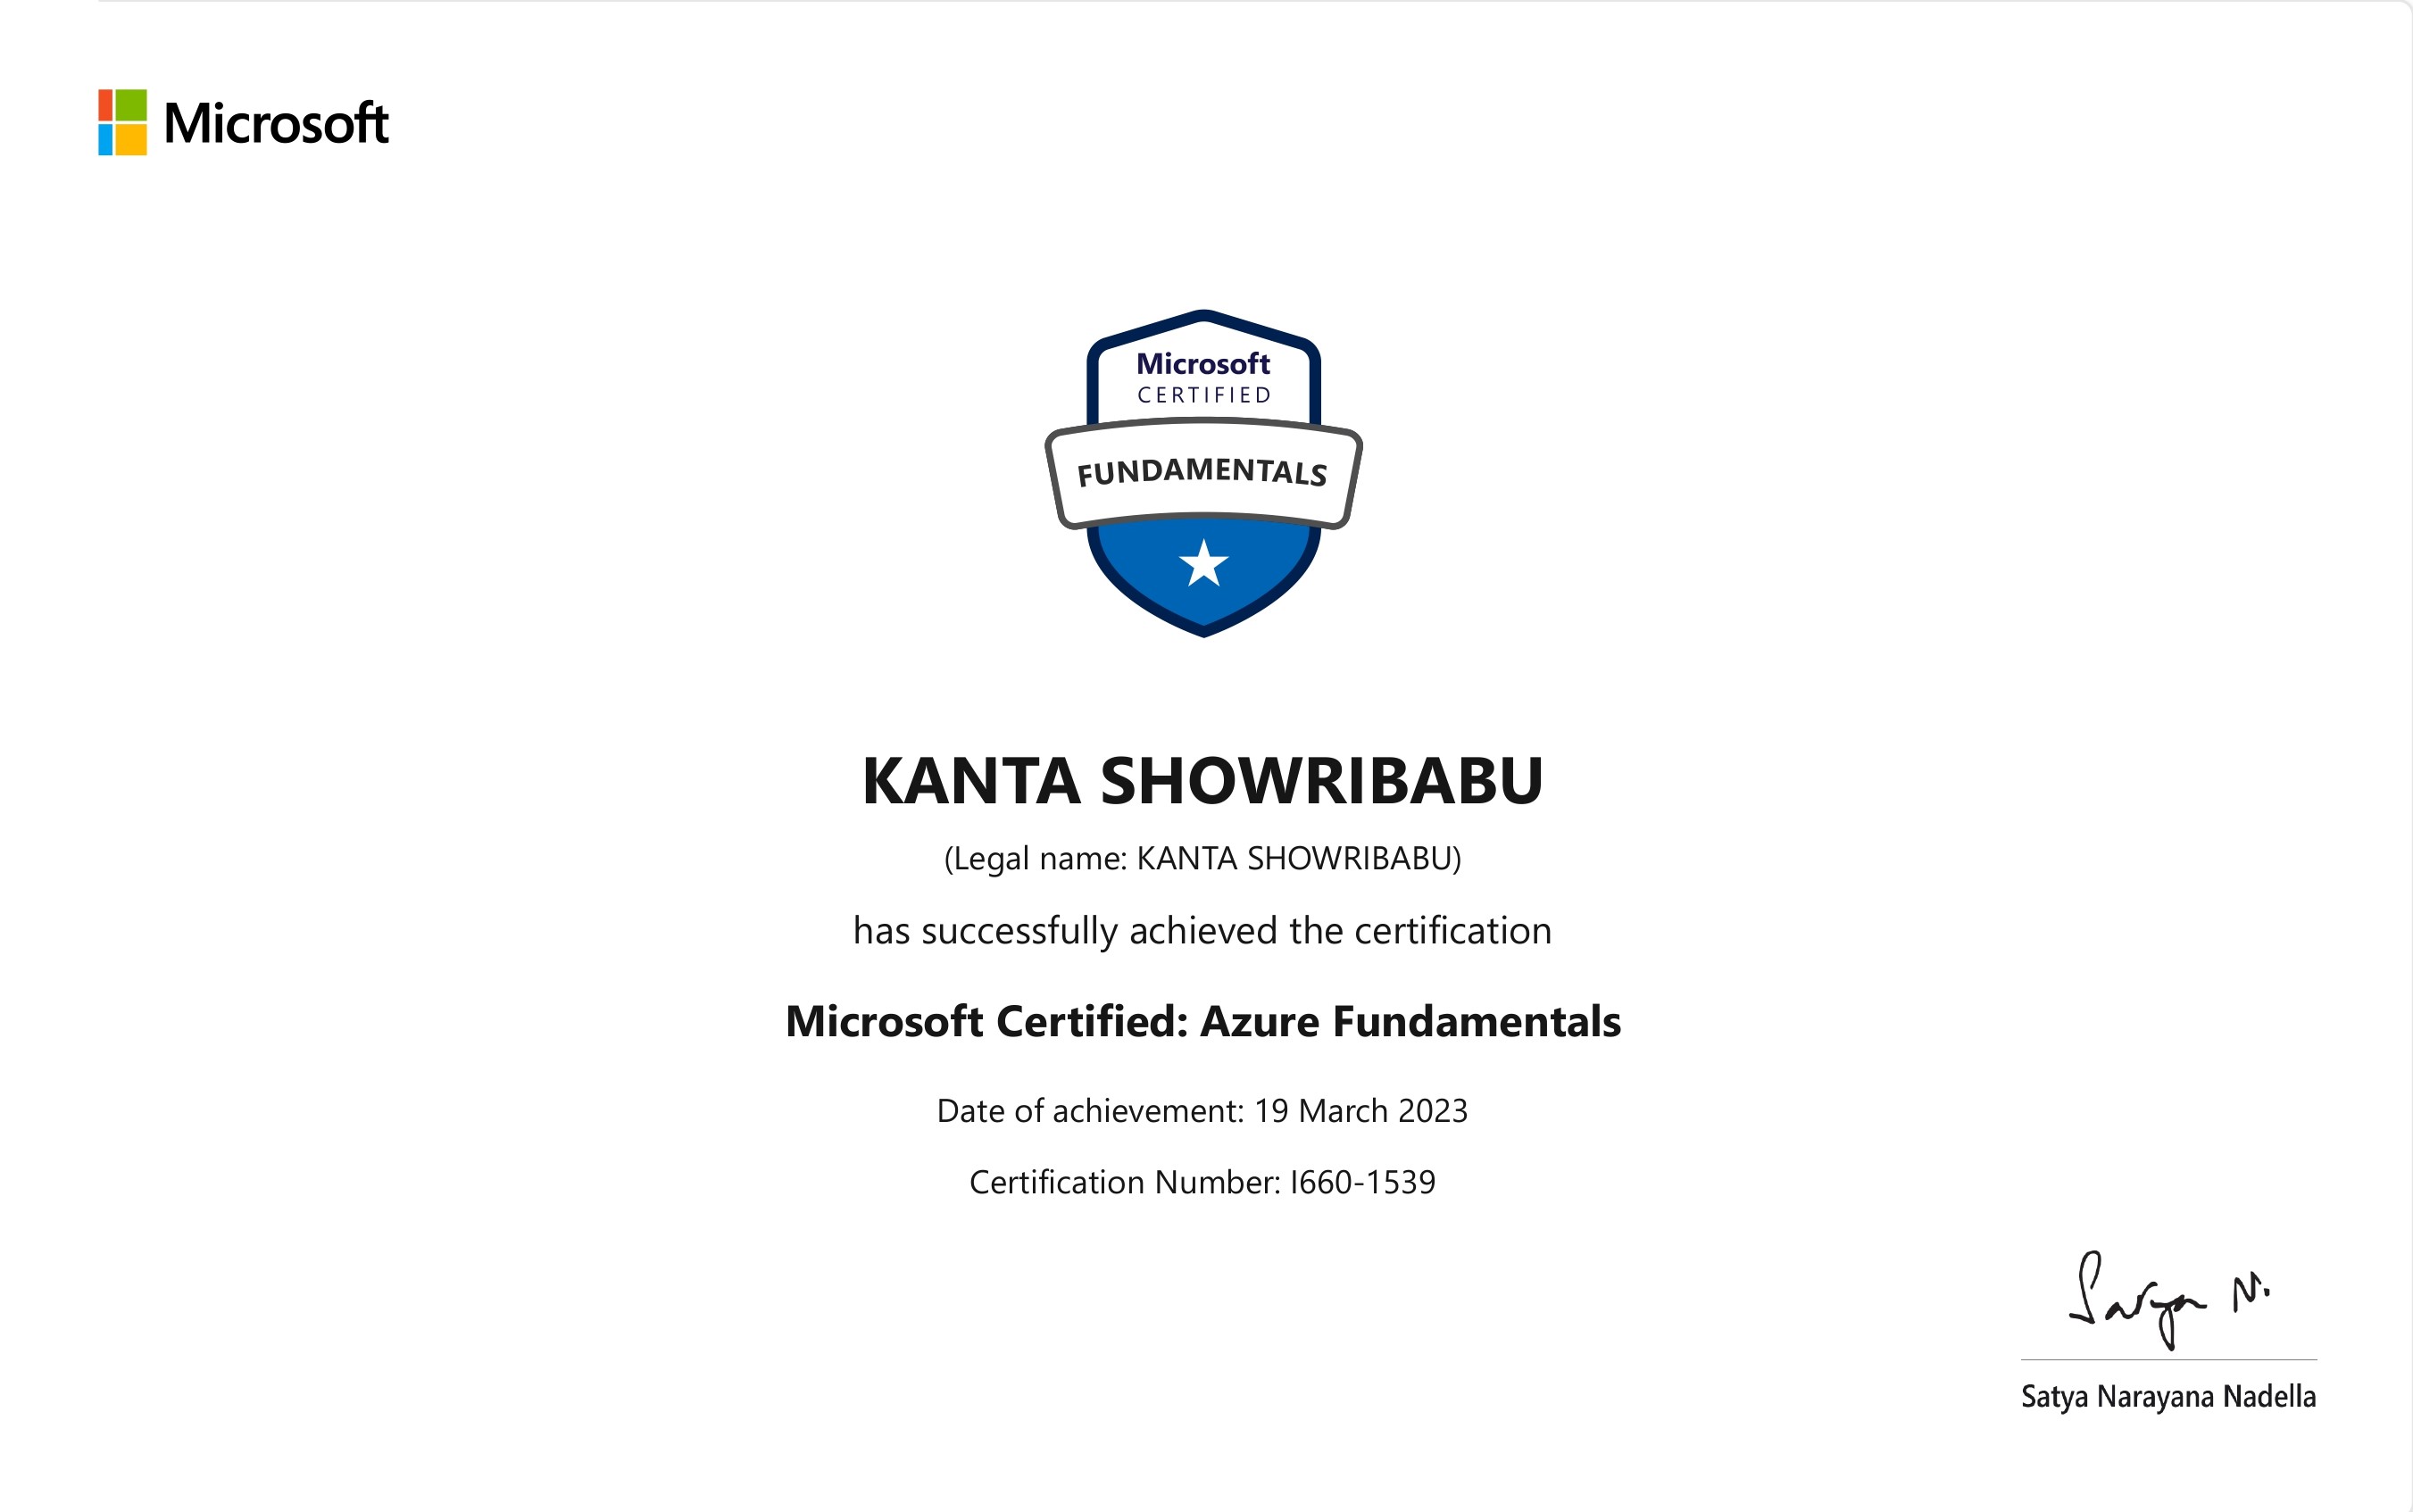 Microsoft
Microsoft
CERTIFIED
FUNDAMENTALS
KANTA SHOWRIBABU
(Legal name: KANTA SHOWRIBABU)
has successfully achieved the certification
Microsoft Certified: Azure Fundamentals
Date of achievement: 19 March 2023
Certification Number: I660-1539
Satya N.
Satya Narayana Nadella